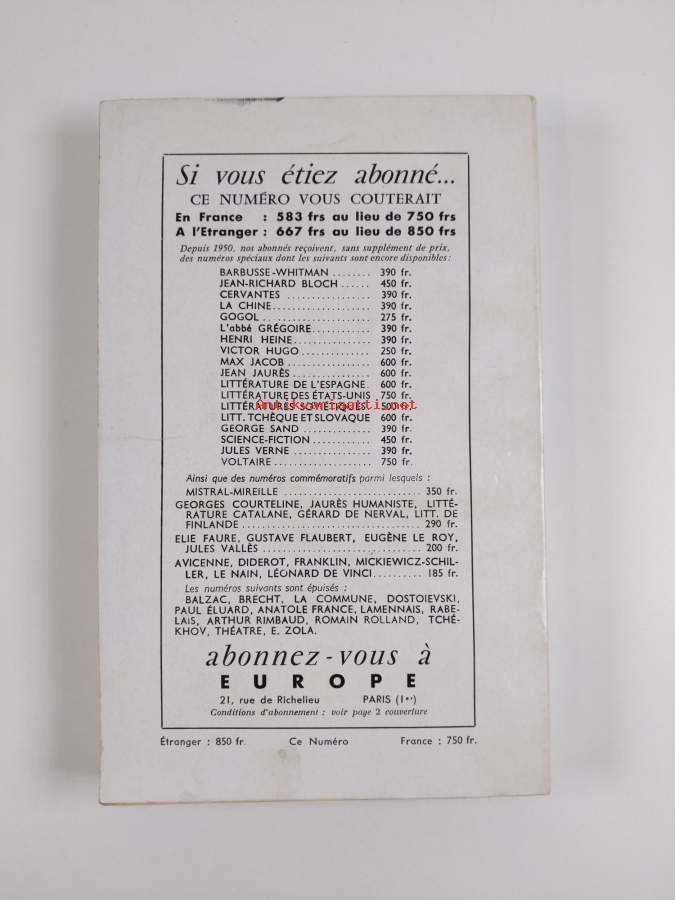 Si vous étiez abonné...
CE NUMÉRO VOUS COUTERAIT
En France : 583 frs au lieu de 750 frs
A l'Etranger : 667 frs au lieu de 850 frs
Depuis 1950, nos abonnés reçoivent, sans supplément de prix,
des numéros spéciaux dont les suivants sont encore disponibles :
BARBUSSE-WHITMAN ........ 390 fr.
JEAN-RICHARD BLOCH ...... 450 fr.
CERVANTES .................. 390 fr.
LA CHINE..................... 390 fr.
GOGOL ....................... 275 fr.
L'abbé GRÉGOIRE............ 390 fr.
HENRI HEINE................ 390 fr.
VICTOR HUGO ............... 250 fr.
MAX JACOB .................. 600 fr.
JEAN JAURÈS ................ 600 fr.
LITTÉRATURE DE L'ESPAGNE. 600 fr.
LITTÉRATURE DES ÉTATS-UNIS 750 fr.
LITTÉRATURES SOVIÉTIQUES. 500 fr.
Antikvariaatti.net
LITT. TCHÈQUE ET SLOVAQUE 600 fr.
GEORGE SAND ............... 390 fr.
SCIENCE-FICTION ............ 450 fr.
JULES VERNE ................ 390 fr.
VOLTAIRE .................... 750 fr.
Ainsi que des numéros commémoratifs parmi lesquels :
MISTRAL-MIREILLE ............................ 350 fr.
GEORGES COURTELINE, JAURÈS HUMANISTE, LITTÉ-
RATURE CATALANE, GÉRARD DE NERVAL, LITT. DE
FINLANDE .................................... 290 fr.
ELIE FAURE, GUSTAVE FLAUBERT, EUGÈNE LE ROY,
JULES VALLÈS ................................ 200 fr.
AVICENNE, DIDEROT, FRANKLIN, MICKIEWICZ-SCHIL-
LER, LE NAIN, LÉONARD DE VINCI.......... 185 fr.
Les numéros suivants sont épuisés :
BALZAC, BRECHT, LA COMMUNE, DOSTOIEVSKI,
PAUL ÉLUARD, ANATOLE FRANCE, LAMENNAIS, RABE-
LAIS, ARTHUR RIMBAUD, ROMAIN ROLLAND, TCHÉ-
KHOV, THÉATRE, E. ZOLA.
abonnez-vous à
EUROPE
21, rue de Richelieu PARIS (1er)
Conditions d'abonnement : voir page 2 couverture
Étranger : 850 fr. Ce Numéro France : 750 fr.